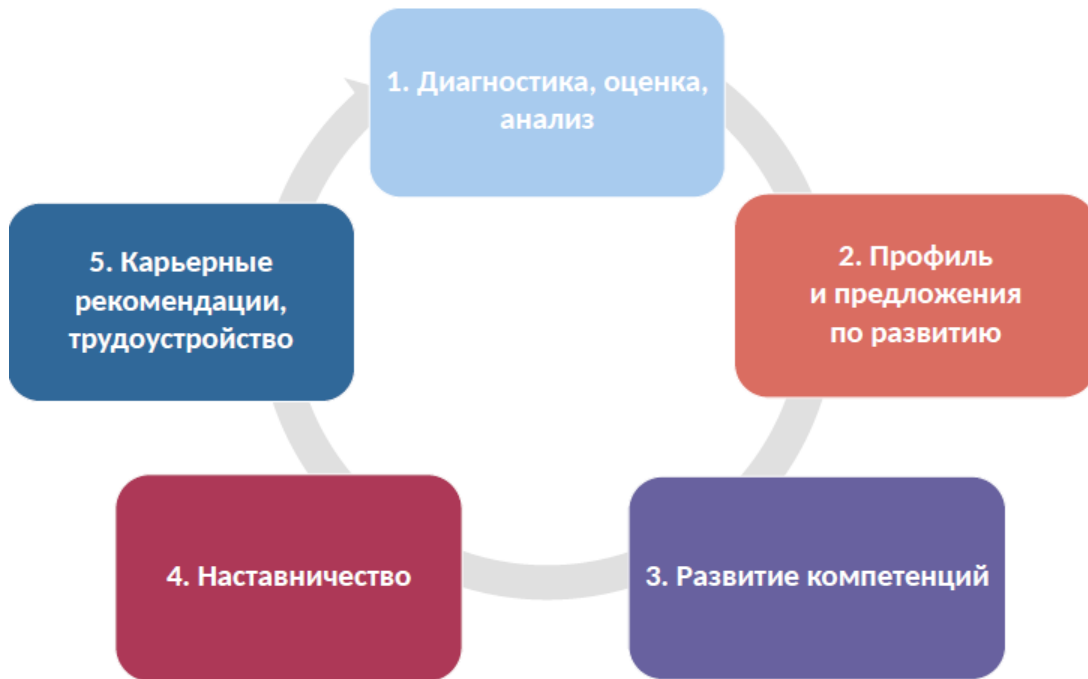 1. Диагностика, оценка,
анализ
2. Профиль
и предложения
по развитию
3. Развитие компетенций
4. Наставничество
5. Карьерные
рекомендации,
трудоустройство